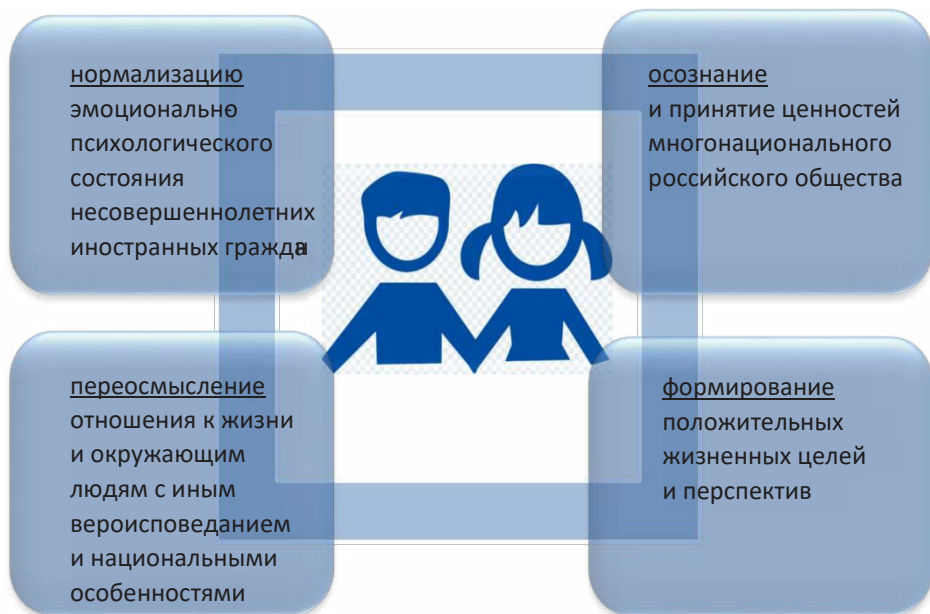 нормализацию
эмоционально-
психологического
состояния
несовершеннолетних
иностранных граждан
осознание
и принятие ценностей
многонационального
российского общества
переосмысление
отношения к жизни
и окружающим
людям с иным
вероисповеданием
и национальными
особенностями
формирование
положительных
жизненных целей
и перспектив